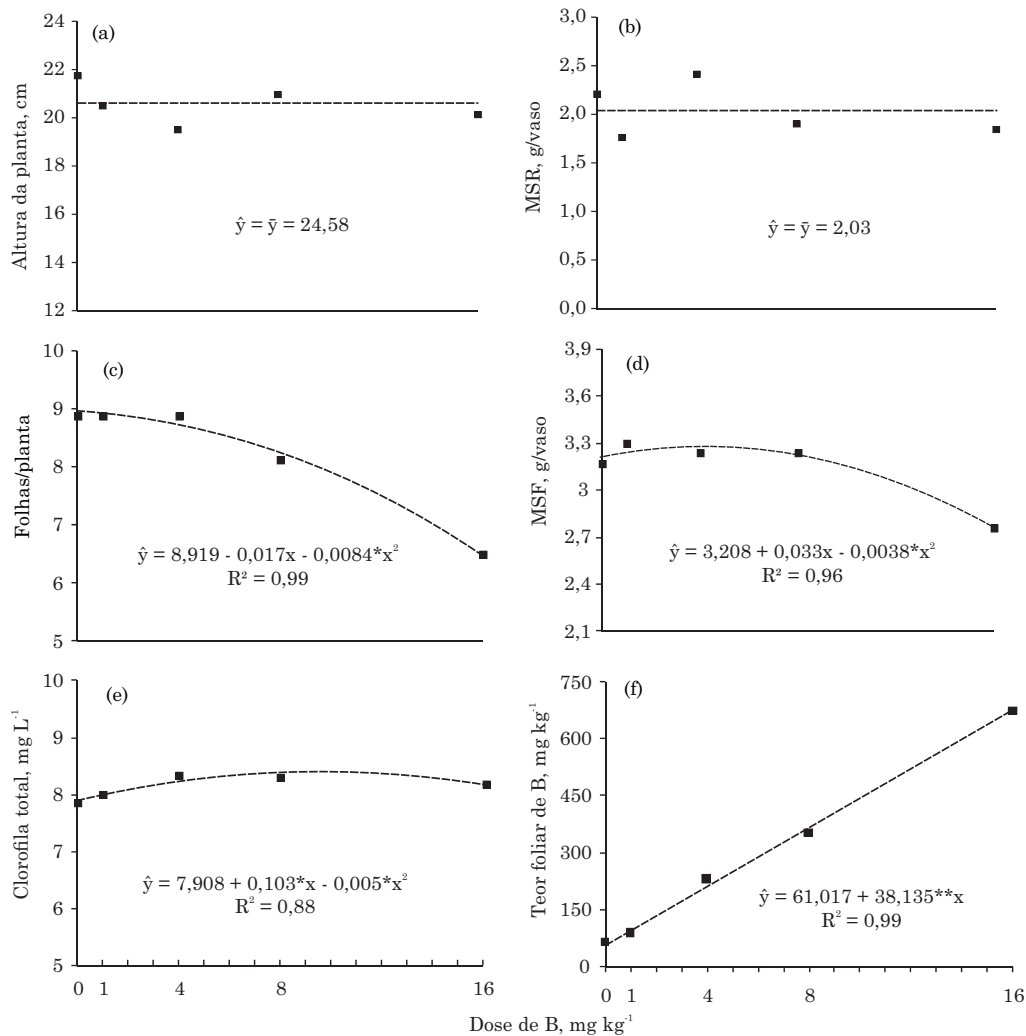 (a)
Altura da planta, cm
24
22
20
18
16
14
12
ŷ = ȳ = 24,58
(b)
MSR, g/vaso
3,0
2,5
2,0
1,5
1,0
0,5
0,0
ŷ = ȳ = 2,03
(c)
Folhas/planta
10
9
8
7
6
5
ŷ = 8,919 - 0,017x - 0,0084*x²
R² = 0,99
(d)
MSF, g/vaso
3,9
3,6
3,3
3
2,7
2,4
2,1
ŷ = 3,208 + 0,033x - 0,0038*x²
R² = 0,96
(e)
Clorofila total, mg L⁻¹
10
9
8
7
6
5
ŷ = 7,908 + 0,103*x - 0,005*x²
R² = 0,88
0 1 4 8 16
(f)
Teor foliar de B, mg kg⁻¹
750
600
450
300
150
0
ŷ = 61,017 + 38,135**x
R² = 0,99
0 1 4 8 16
Dose de B, mg kg⁻¹